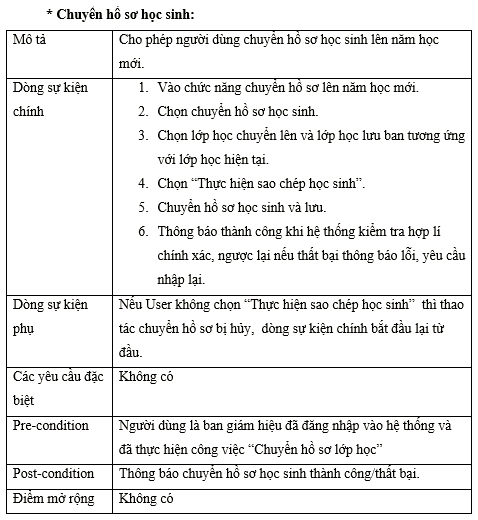 * Chuyển hồ sơ học sinh:
Mô tả
Cho phép người dùng chuyển hồ sơ học sinh lên năm học
mới.
Dòng sự kiện
chính
1. Vào chức năng chuyển hồ sơ lên năm học mới.
2. Chọn chuyển hồ sơ học sinh.
3. Chọn lớp học chuyển lên và lớp học lưu ban tương ứng
với lớp học hiện tại.
4. Chọn “Thực hiện sao chép học sinh”.
5. Chuyển hồ sơ học sinh và lưu.
6. Thông báo thành công khi hệ thống kiểm tra hợp lí
chính xác, ngược lại nếu thất bại thông báo lỗi, yêu cầu
nhập lại.
Dòng sự kiện
phụ
Nếu User không chọn “Thực hiện sao chép học sinh” thì thao
tác chuyển hồ sơ bị hủy, dòng sự kiện chính bắt đầu lại từ
đầu.
Các yêu cầu đặc
biệt
Không có
Pre-condition
Người dùng là ban giám hiệu đã đăng nhập vào hệ thống và
đã thực hiện công việc “Chuyển hồ sơ lớp học”
Post-condition
Thông báo chuyển hồ sơ học sinh thành công/thất bại.
Điểm mở rộng
Không có